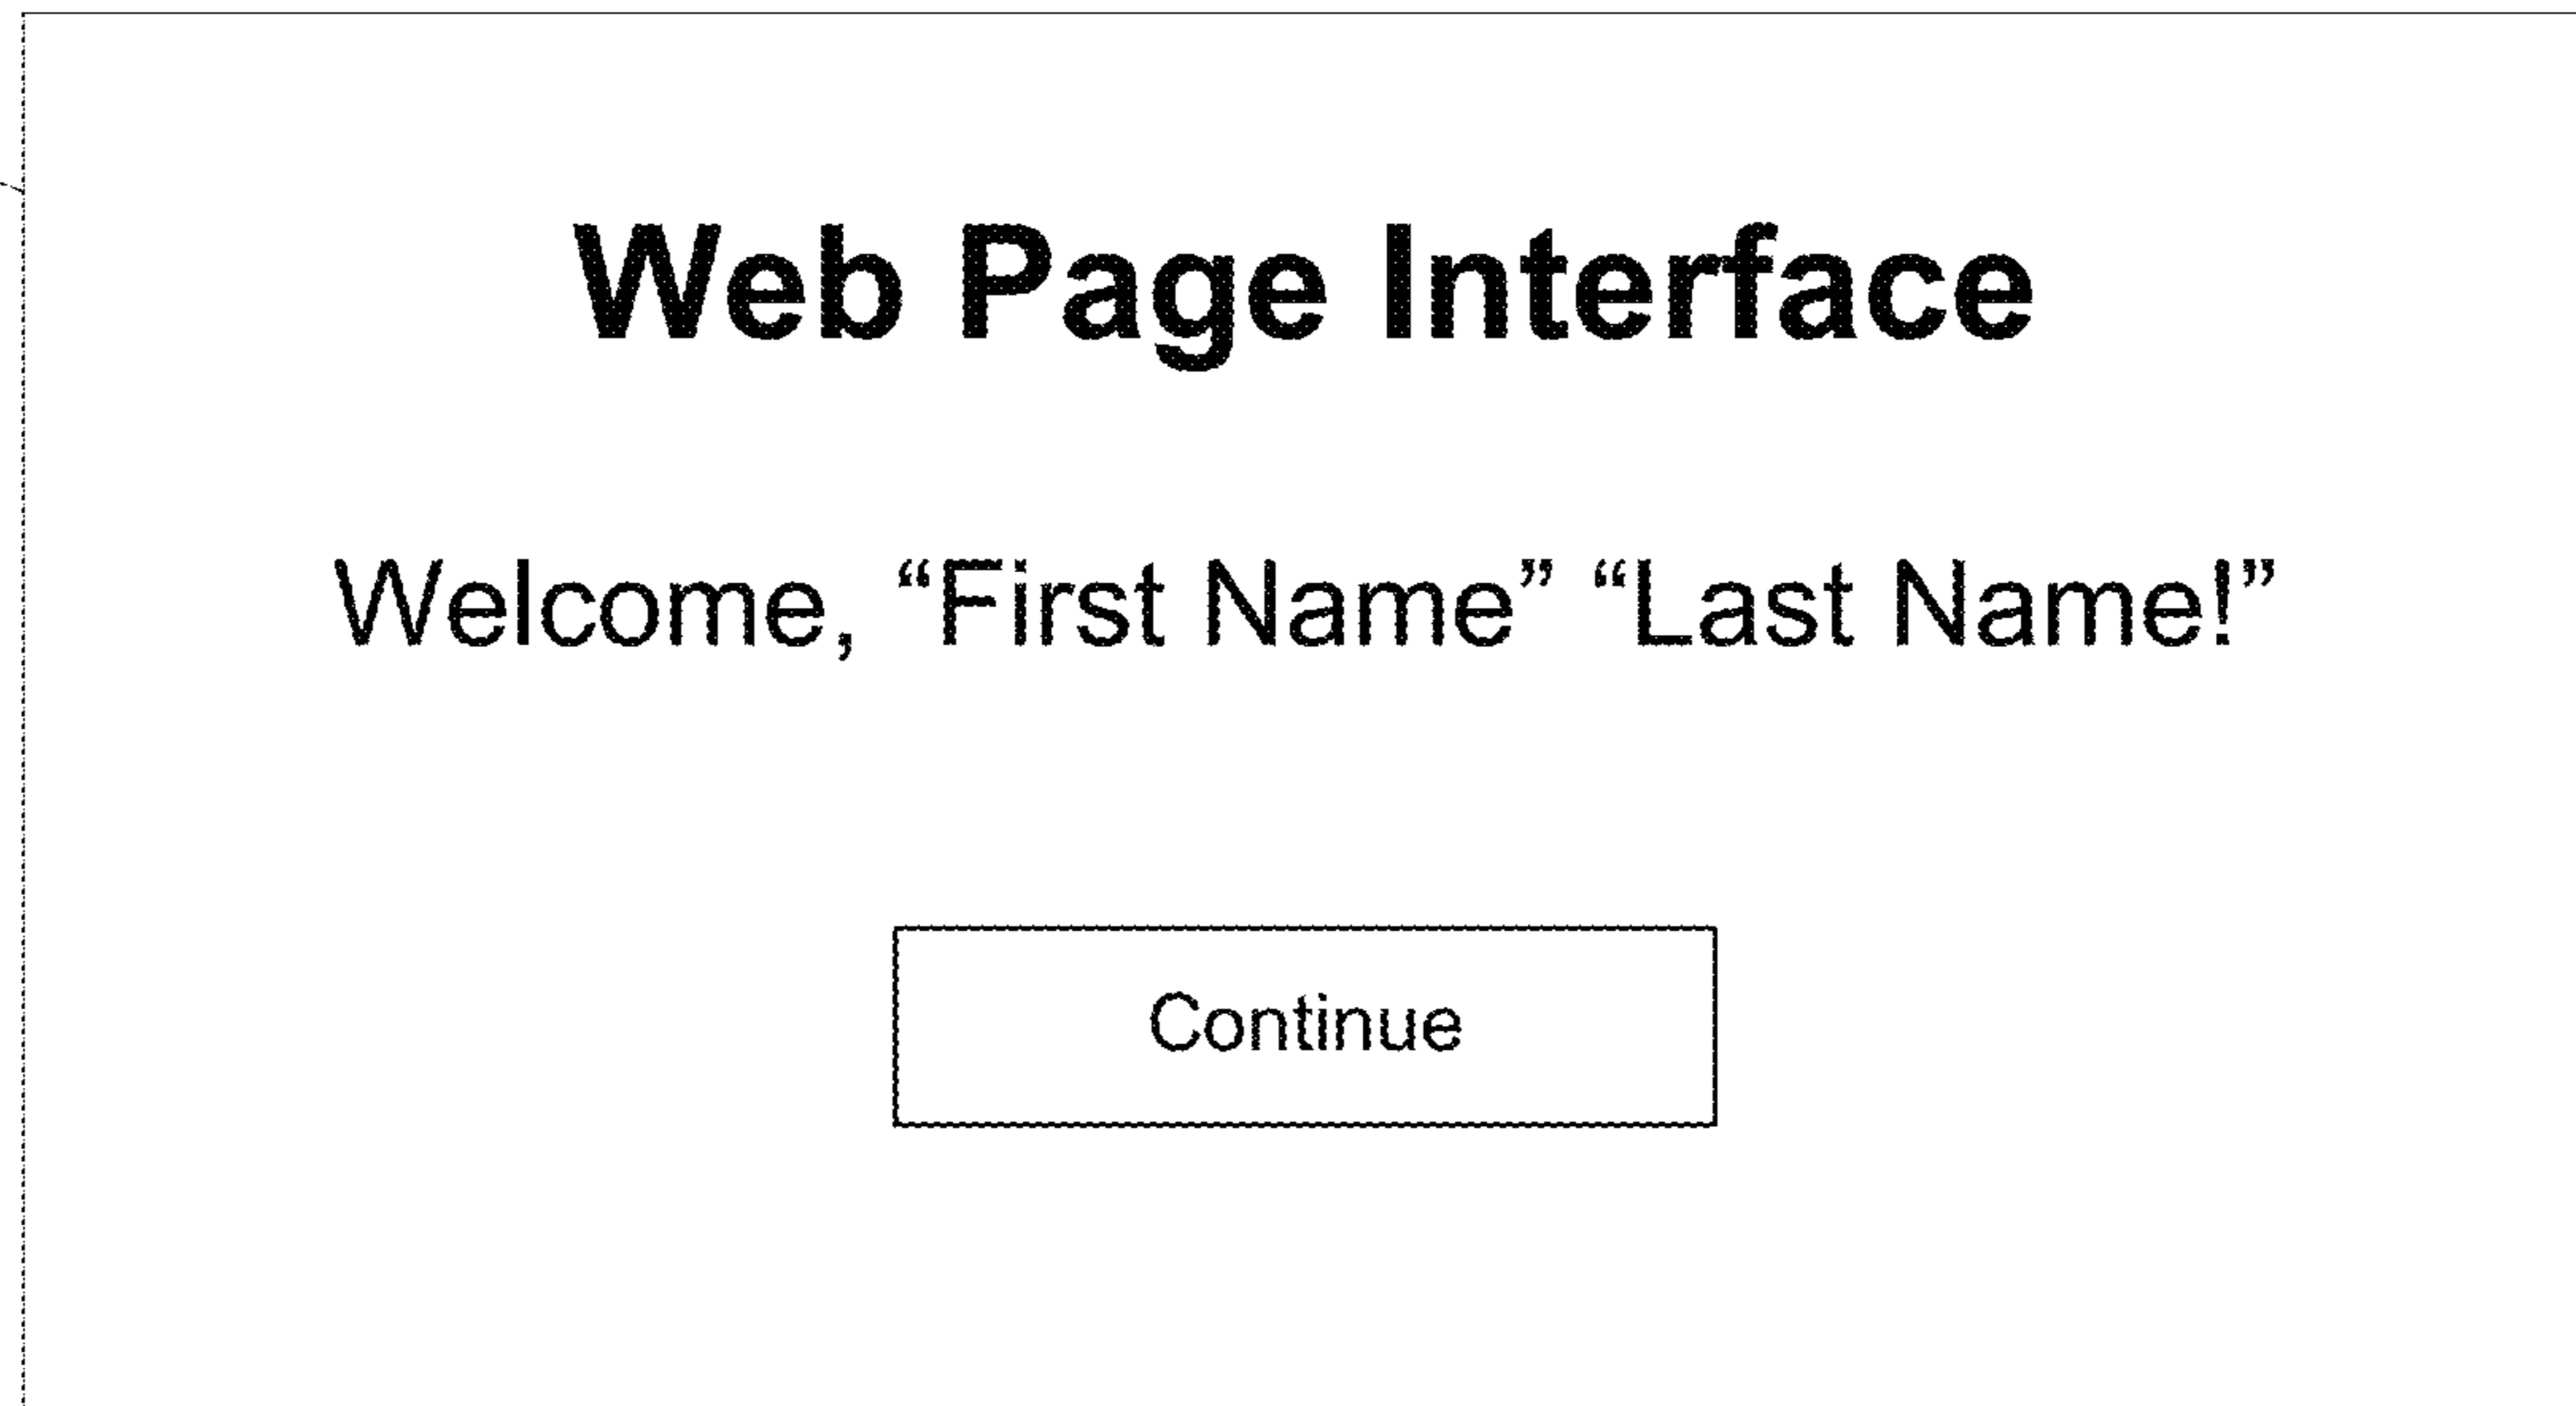 Web Page Interface
Welcome, “First Name” “Last Name!”
Continue